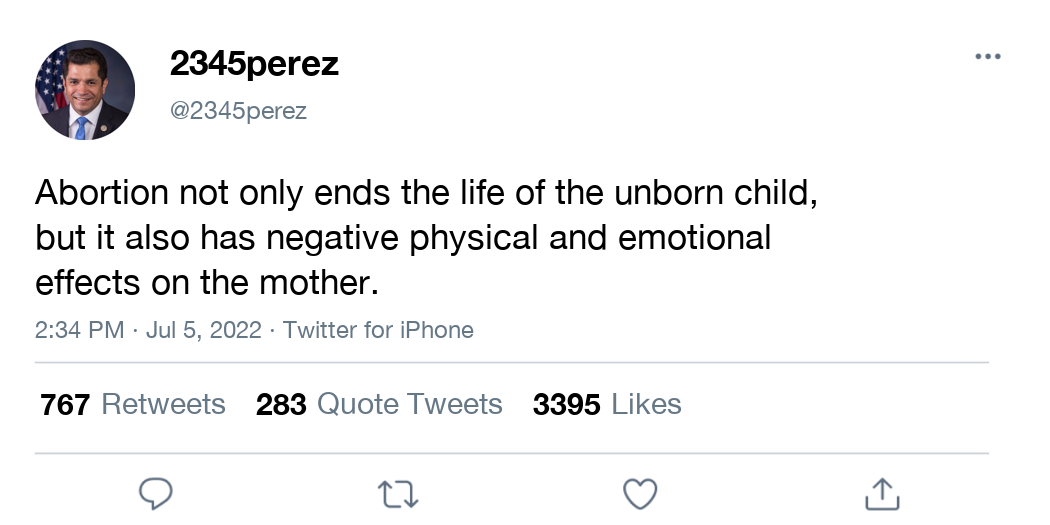 2345perez
@2345perez
Abortion not only ends the life of the unborn child,
but it also has negative physical and emotional
effects on the mother.
2:34 PM · Jul 5, 2022 · Twitter for iPhone
767 Retweets 283 Quote Tweets 3395 Likes